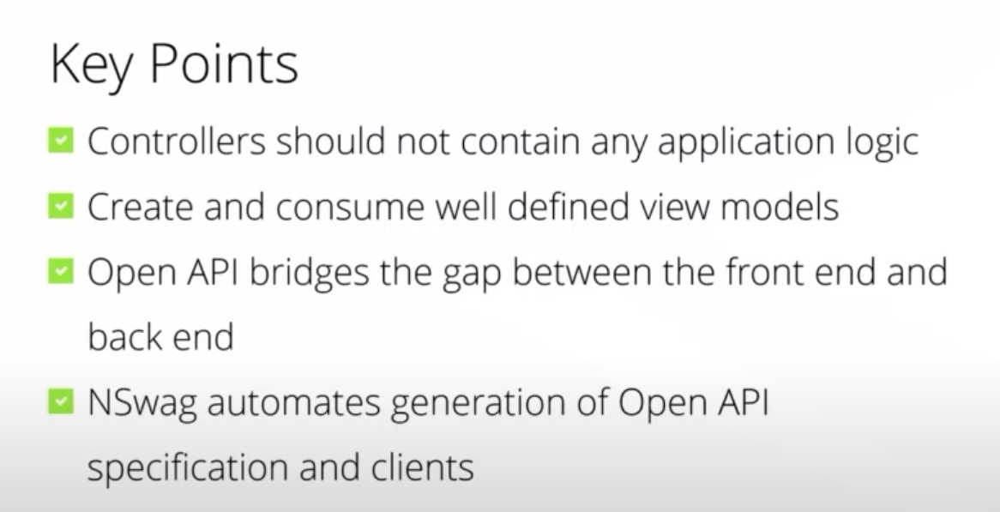 Key Points
Controllers should not contain any application logic
Create and consume well defined view models
Open API bridges the gap between the front end and
back end
NSwag automates generation of Open API
specification and clients